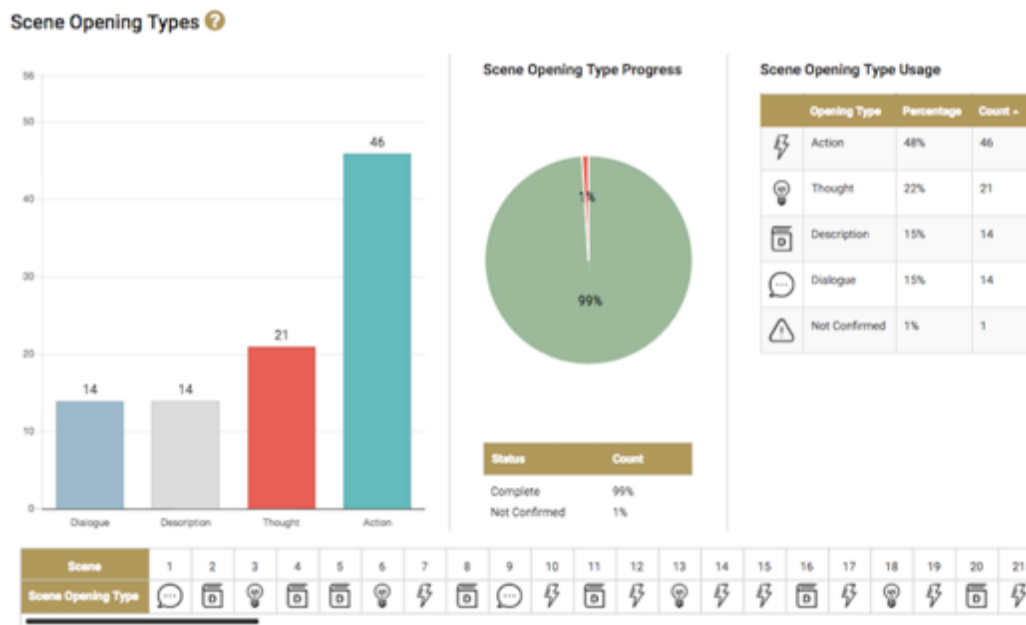 Scene Opening Types ?
56
50
40
30
20
10
0
14
14
21
46
Dialogue
Description
Thought
Action
Scene Opening Type Progress
1%
99%
Status Count
Complete 99%
Not Confirmed 1%
Scene Opening Type Usage
Opening Type Percentage Count
Action 48% 46
Thought 22% 21
D Description 15% 14
Dialogue 15% 14
Not Confirmed 1% 1
Scene 1 2 3 4 5 6 7 8 9 10 11 12 13 14 15 16 17 18 19 20 21
Scene Opening Type D D D D D D D